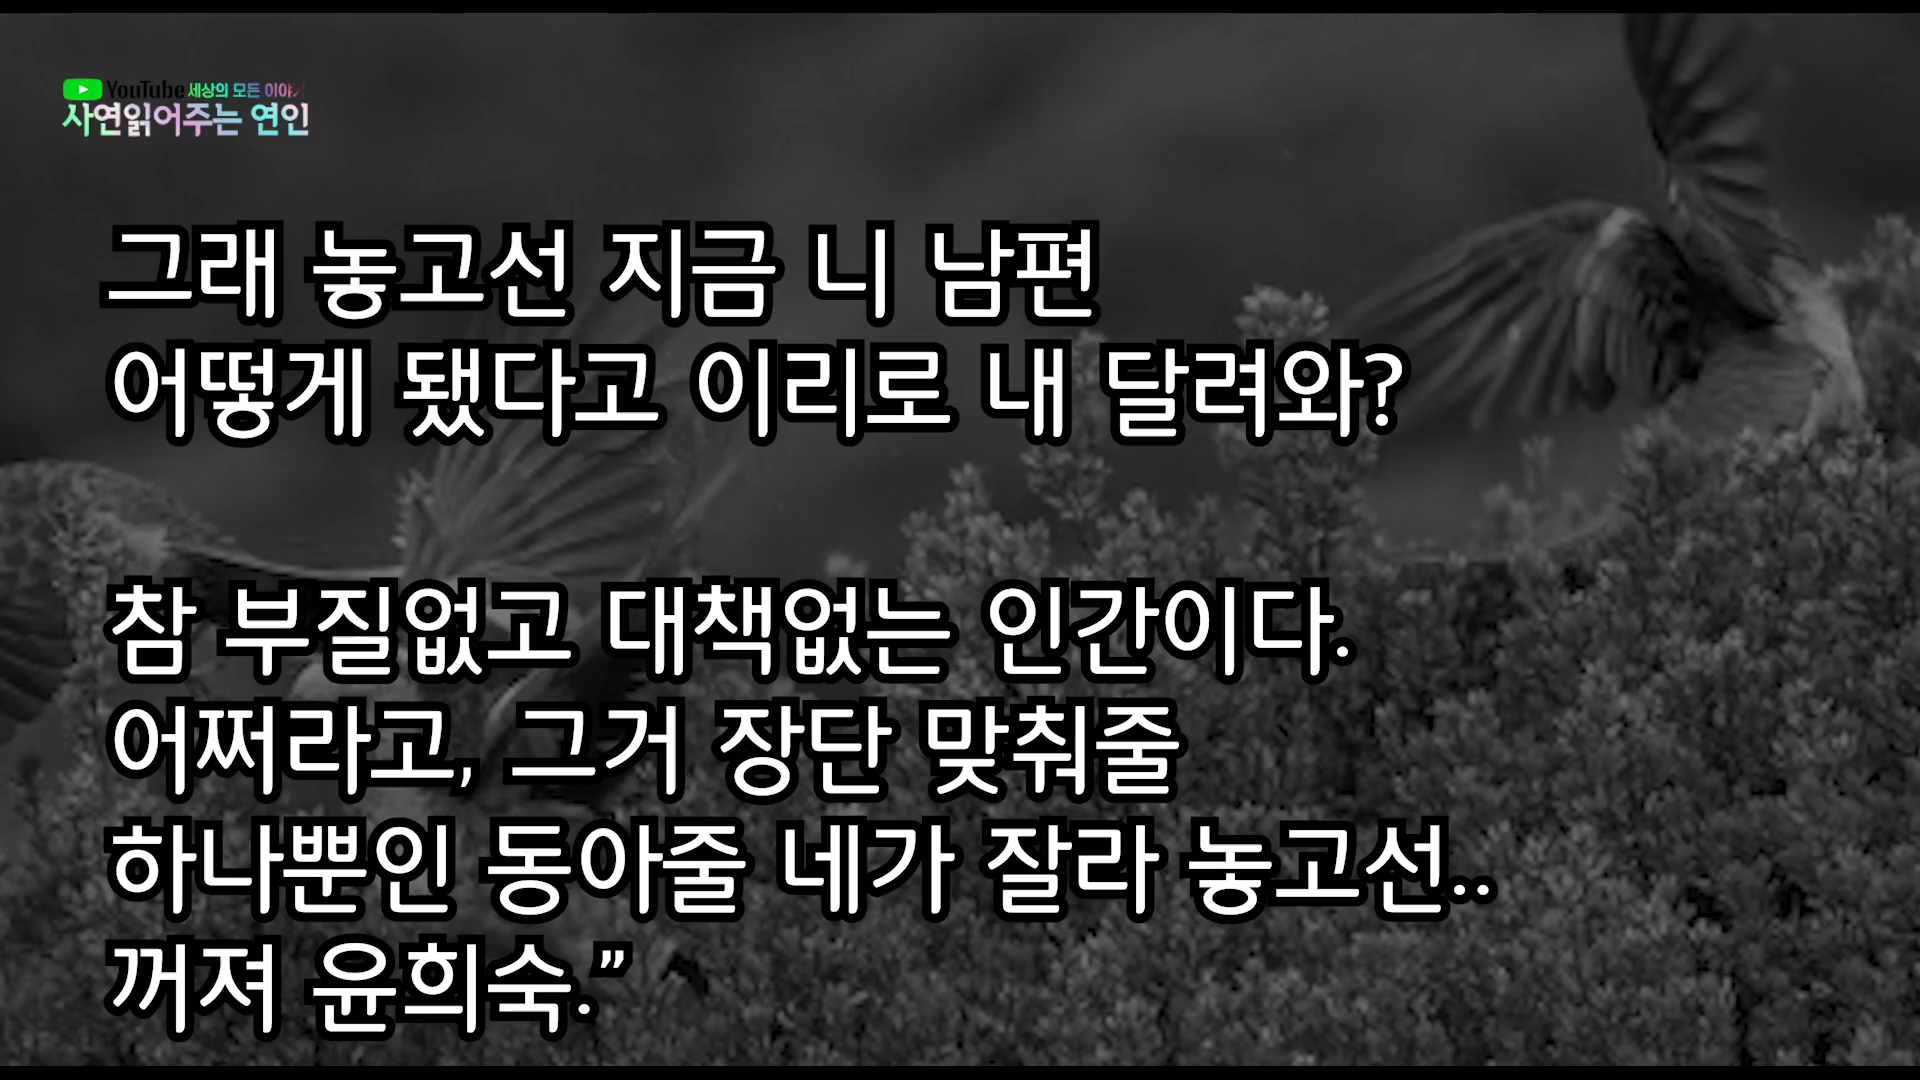 YouTube 세상의 모든 이야기
사연읽어주는 연인
그래 놓고선 지금 니 남편
어떻게 됐다고 이리로 내 달려와?
참 부질없고 대책없는 인간이다.
어쩌라고, 그거 장단 맞춰줄
하나뿐인 동아줄 네가 잘라 놓고선..
꺼져 윤희숙.”